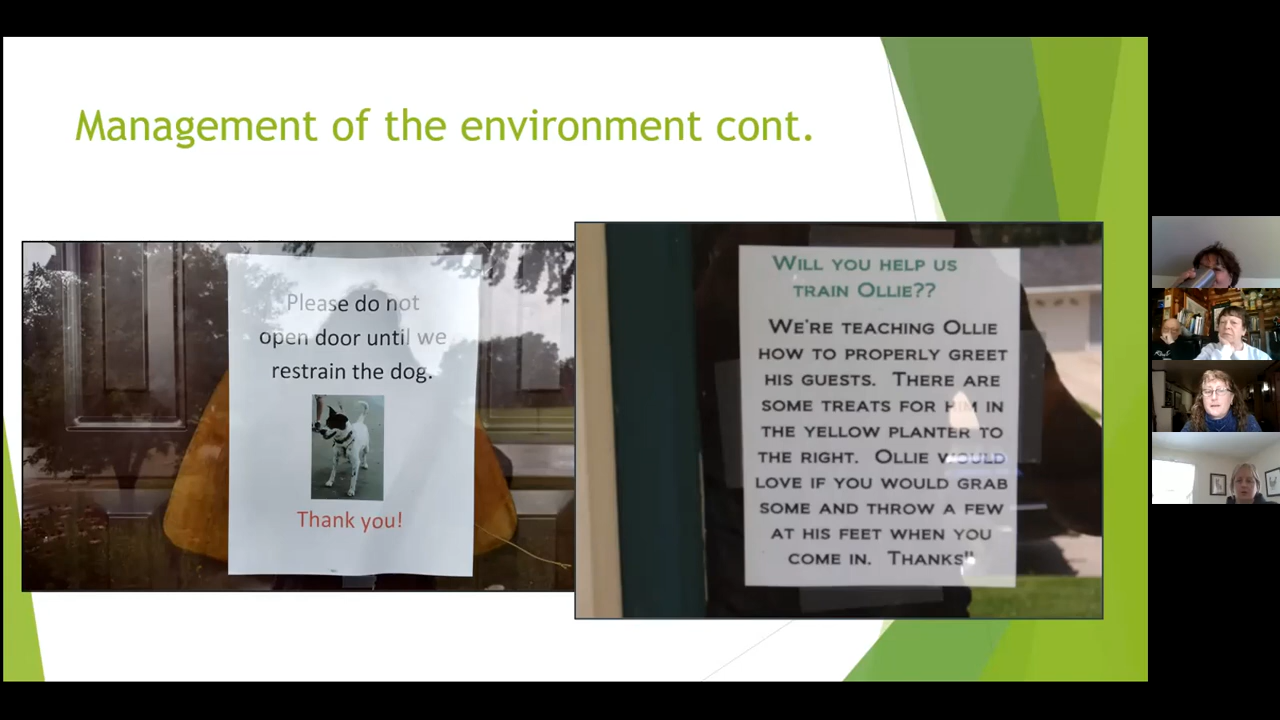 Management of the environment cont.
Please do not
open door until we
restrain the dog.
Thank you!
WILL YOU HELP US
TRAIN OLLIE??
WE'RE TEACHING OLLIE
HOW TO PROPERLY GREET
HIS GUESTS. THERE ARE
SOME TREATS FOR HIM IN
THE YELLOW PLANTER TO
THE RIGHT. OLLIE WOULD
LOVE IF YOU WOULD GRAB
SOME AND THROW A FEW
AT HIS FEET WHEN YOU
COME IN. THANKS!!